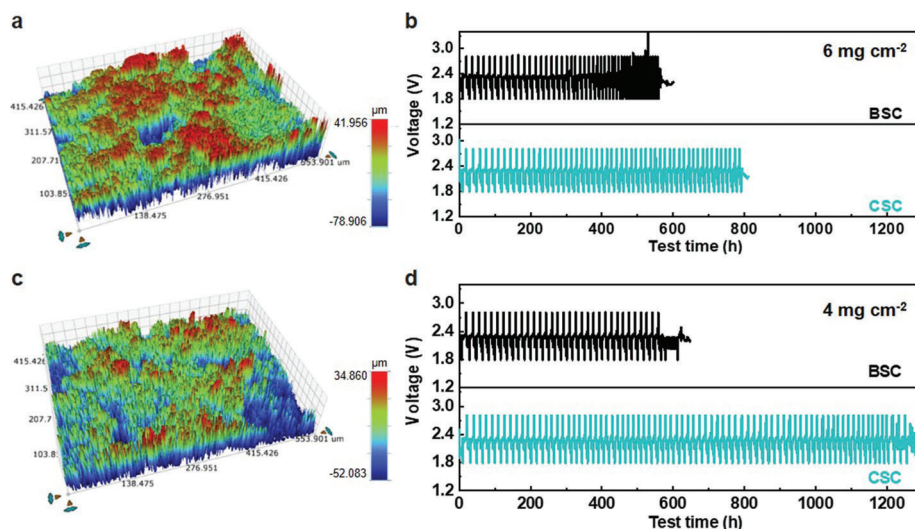 a
415.426
311.57
207.71
103.85
138.475
276.951
415.426
553.901 um
µm
41.956
-78.906
b
Voltage (V)
3.0
2.4
1.8
1.2
3.0
2.4
1.8
1.2
6 mg cm-2
BSC
CSC
0 200 400 600 800 1000 1200
Test time (h)
c
415.426
311.5
207.7
103.8
138.475
276.951
415.426
553.901 um
µm
34.860
-52.083
d
Voltage (V)
3.0
2.4
1.8
1.2
3.0
2.4
1.8
1.2
4 mg cm-2
BSC
CSC
0 200 400 600 800 1000 1200
Test time (h)